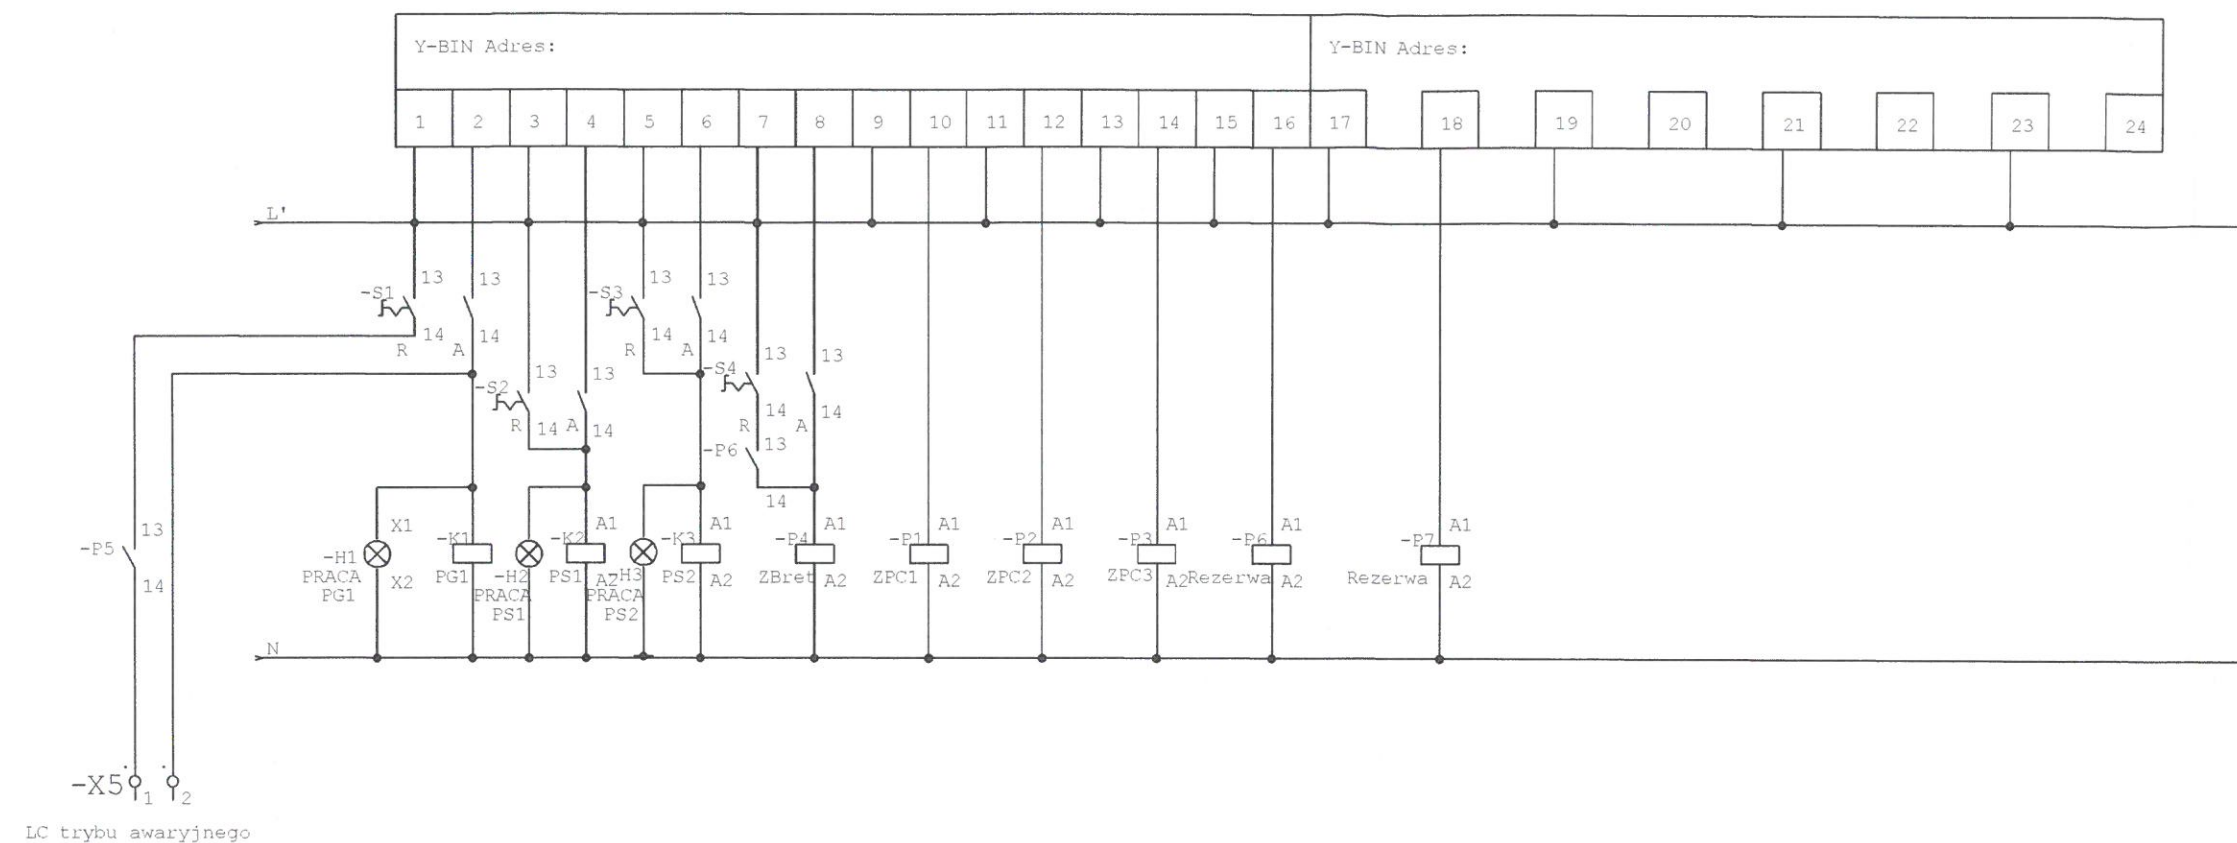 Y-BIN Adres: Y-BIN Adres:
1 2 3 4 5 6 7 8 9 10 11 12 13 14 15 16 17 18 19 20 21 22 23 24
L'
13 13 13 13
-S1 -S3
14 14 14 14
R A R A
13 13
-S4
13 13
-S2
14 14
R A
R 14 A 14
13
-P6
14
13 X1 A1 A1 A1 A1 A1 A1 A1 A1
-P5 -H1 -K1 -K2 -K3 -P4 -P1 -P2 -P3 -P6 -P7
PRACA X2 PG1 -H2 PS1 A2 H3 PS2 A2 ZBret A2 ZPC1 A2 ZPC2 A2 ZPC3 A2 Rezerwa A2 Rezerwa A2
14 PG1 PRACA PRACA
PS1 PS2
N
-X5 1 2
LC trybu awaryjnego